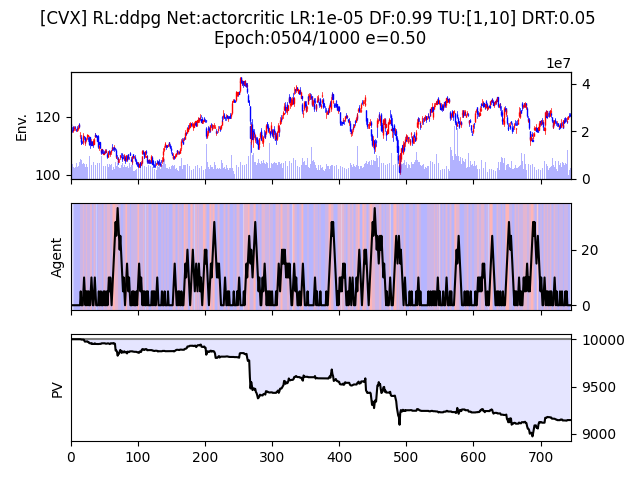 [CVX] RL:ddpg Net:actorcritic LR:1e-05 DF:0.99 TU:[1,10] DRT:0.05
Epoch:0504/1000 e=0.50
1e7
Env.
120
100
4
2
0
Agent
20
0
PV
10000
9500
9000
0 100 200 300 400 500 600 700